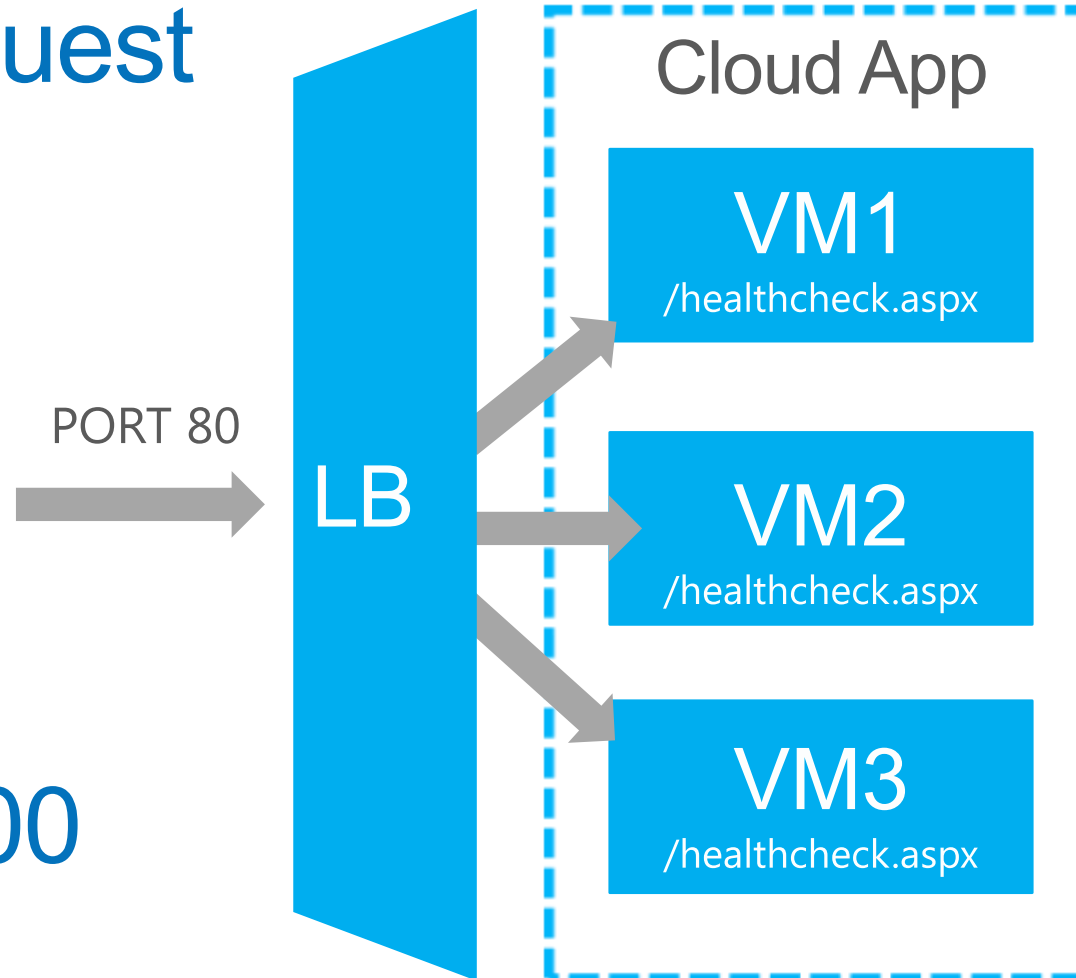 uest
Cloud App
VM1
/healthcheck.aspx
PORT 80
LB
VM2
/healthcheck.aspx
VM3
/healthcheck.aspx
00